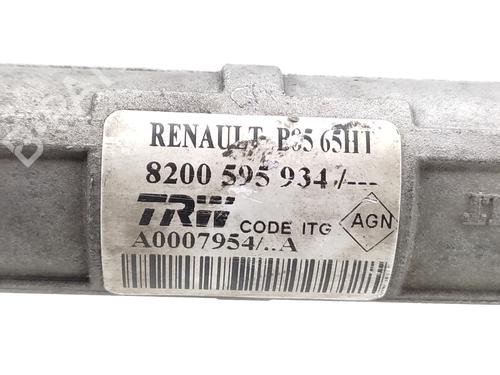 RENAULT B85 65HT
8200 595 934 /---
TRW CODE ITG AGN
A0007954/..A